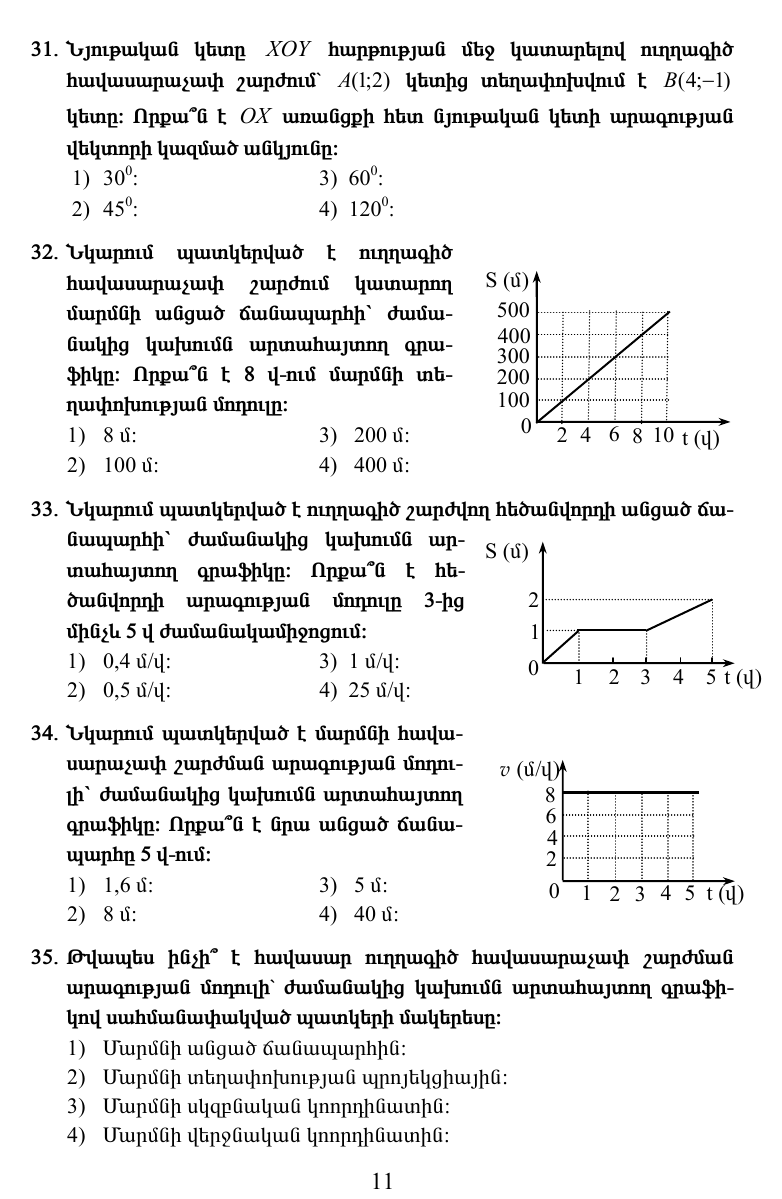 31. Նյութական կետը XOY հարթության մեջ կատարելով ուղղագիծ
հավասարաչափ շարժում՝ A(1;2) կետից տեղափոխվում է B(4;−1)
կետը: Որքա՞ն է OX առանցքի հետ նյութական կետի արագության
վեկտորի կազմած անկյունը:
1) 30⁰:
3) 60⁰:
2) 45⁰:
4) 120⁰:
32. Նկարում պատկերված է ուղղագիծ
հավասարաչափ շարժում կատարող
մարմնի անցած ճանապարհի՝ ժամա-
նակից կախումն արտահայտող գրա-
ֆիկը: Որքա՞ն է 8 վ-ում մարմնի տե-
ղափոխության մոդուլը:
1) 8 մ:
3) 200 մ:
2) 100 մ:
4) 400 մ:
S (մ)
500
400
300
200
100
0
2 4 6 8 10 t (վ)
33. Նկարում պատկերված է ուղղագիծ շարժվող հեծանվորդի անցած ճա-
նապարհի՝ ժամանակից կախումն ար-
տահայտող գրաֆիկը: Որքա՞ն է հե-
ծանվորդի արագության մոդուլը 3-ից
մինչև 5 վ ժամանակամիջոցում:
1) 0,4 մ/վ:
3) 1 մ/վ:
2) 0,5 մ/վ:
4) 25 մ/վ:
S (մ)
2
1
0
1 2 3 4 5 t (վ)
34. Նկարում պատկերված է մարմնի հավա-
սարաչափ շարժման արագության մոդու-
լի՝ ժամանակից կախումն արտահայտող
գրաֆիկը: Որքա՞ն է նրա անցած ճանա-
պարհը 5 վ-ում:
1) 1,6 մ:
3) 5 մ:
2) 8 մ:
4) 40 մ:
v (մ/վ)
8
6
4
2
0 1 2 3 4 5 t (վ)
35. Թվապես ինչի՞ է հավասար ուղղագիծ հավասարաչափ շարժման
արագության մոդուլի՝ ժամանակից կախումն արտահայտող գրաֆի-
կով սահմանափակված պատկերի մակերեսը:
1) Մարմնի անցած ճանապարհին:
2) Մարմնի տեղափոխության պրոյեկցիային:
3) Մարմնի սկզբնական կոորդինատին:
4) Մարմնի վերջնական կոորդինատին:
11